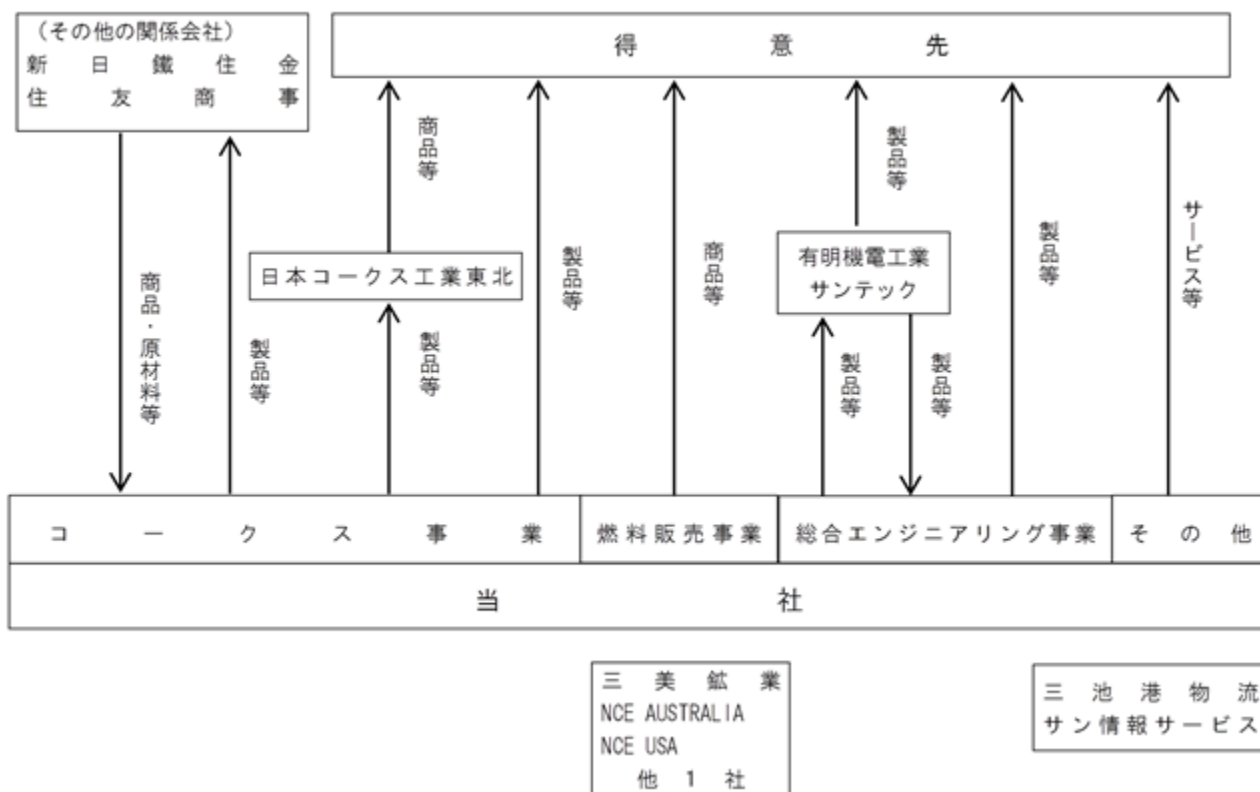 (その他の関係会社)
新日鐵住金
住友商事
得意先
商品等
製品等
製品等
商品等
製品等
サービス等
日本コークス工業東北
有明機電工業
サンテック
商品・原材料等
製品等
製品等
製品等
製品等
コークス事業
燃料販売事業
総合エンジニアリング事業
その他
当社
三美鉱業
NCE AUSTRALIA
NCE USA
他1社
三池港物流
サン情報サービス